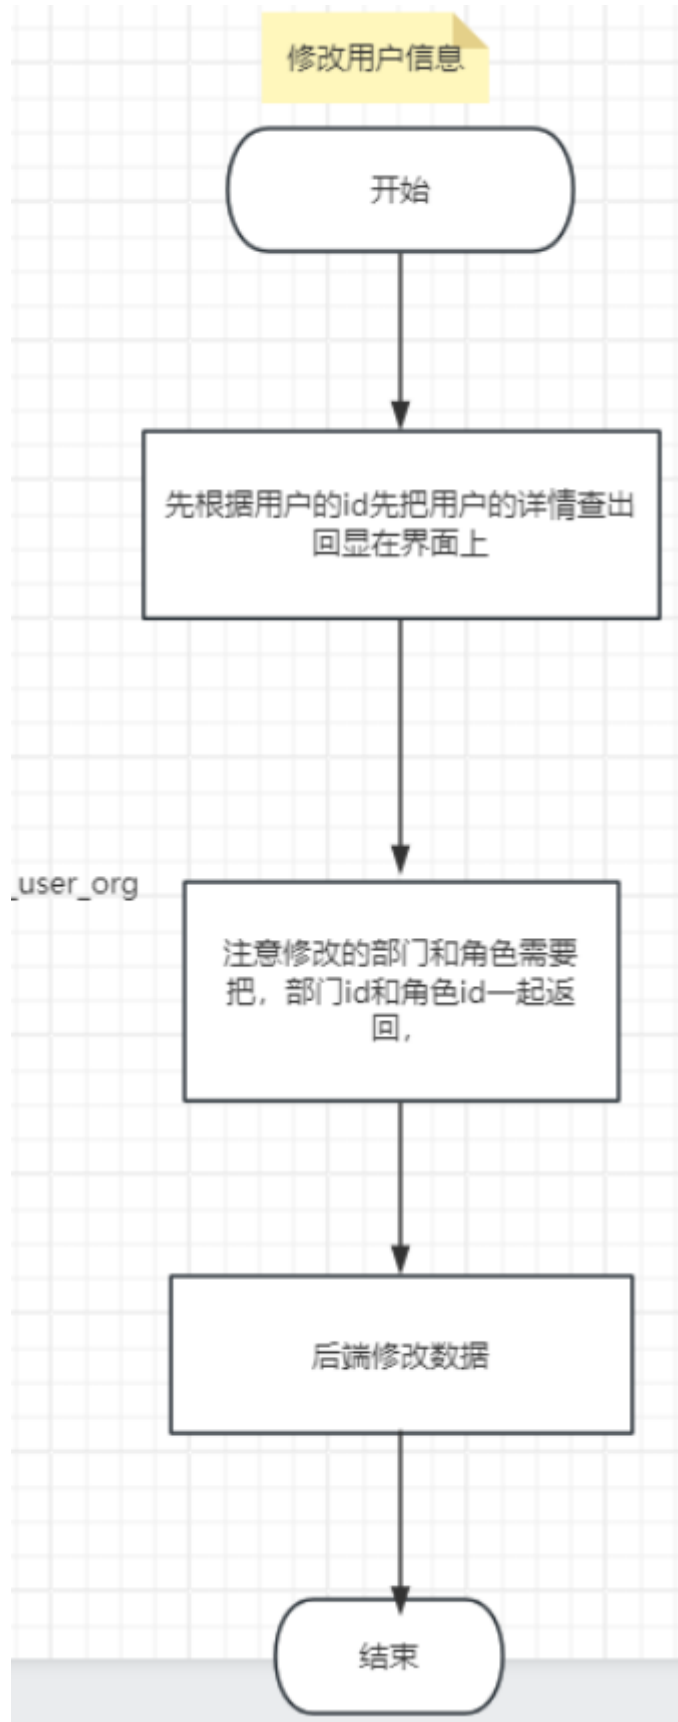 修改用户信息
开始
先根据用户的id先把用户的详情查出
回显在界面上
_user_org
注意修改的部门和角色需要
把，部门id和角色id一起返
回，
后端修改数据
结束